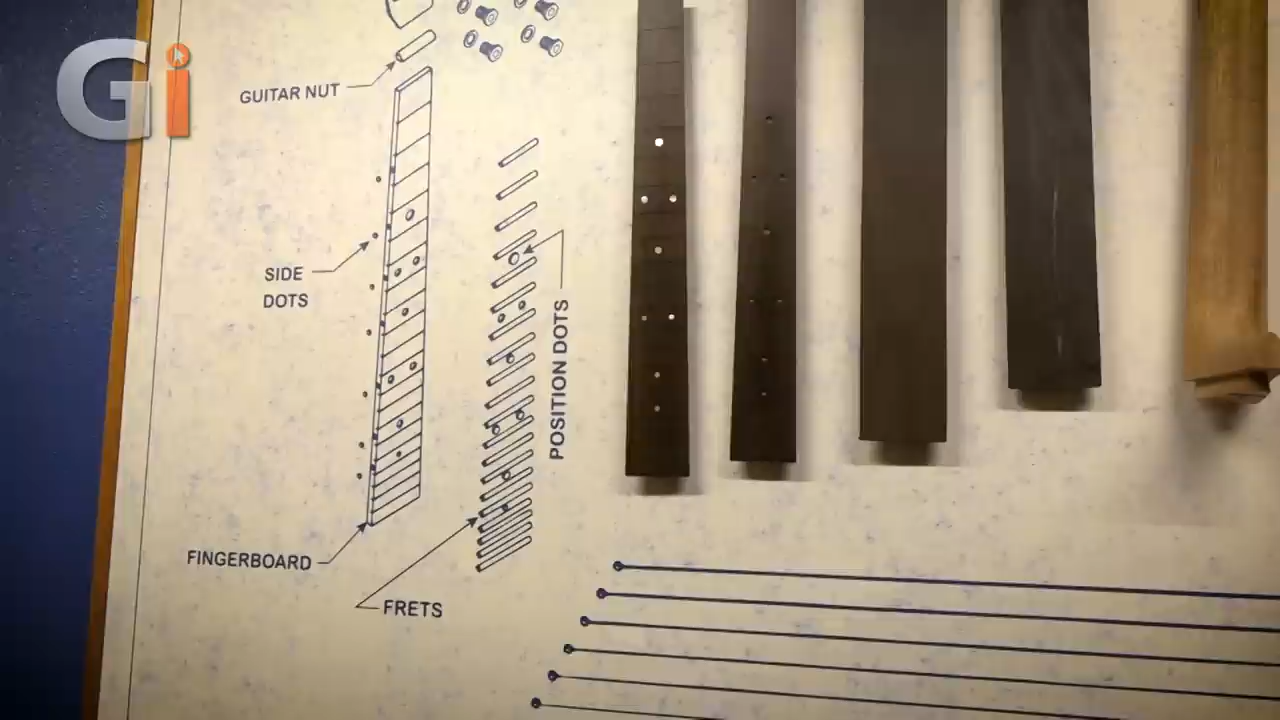 Gi
GUITAR NUT
SIDE
DOTS
POSITION DOTS
FINGERBOARD
FRETS